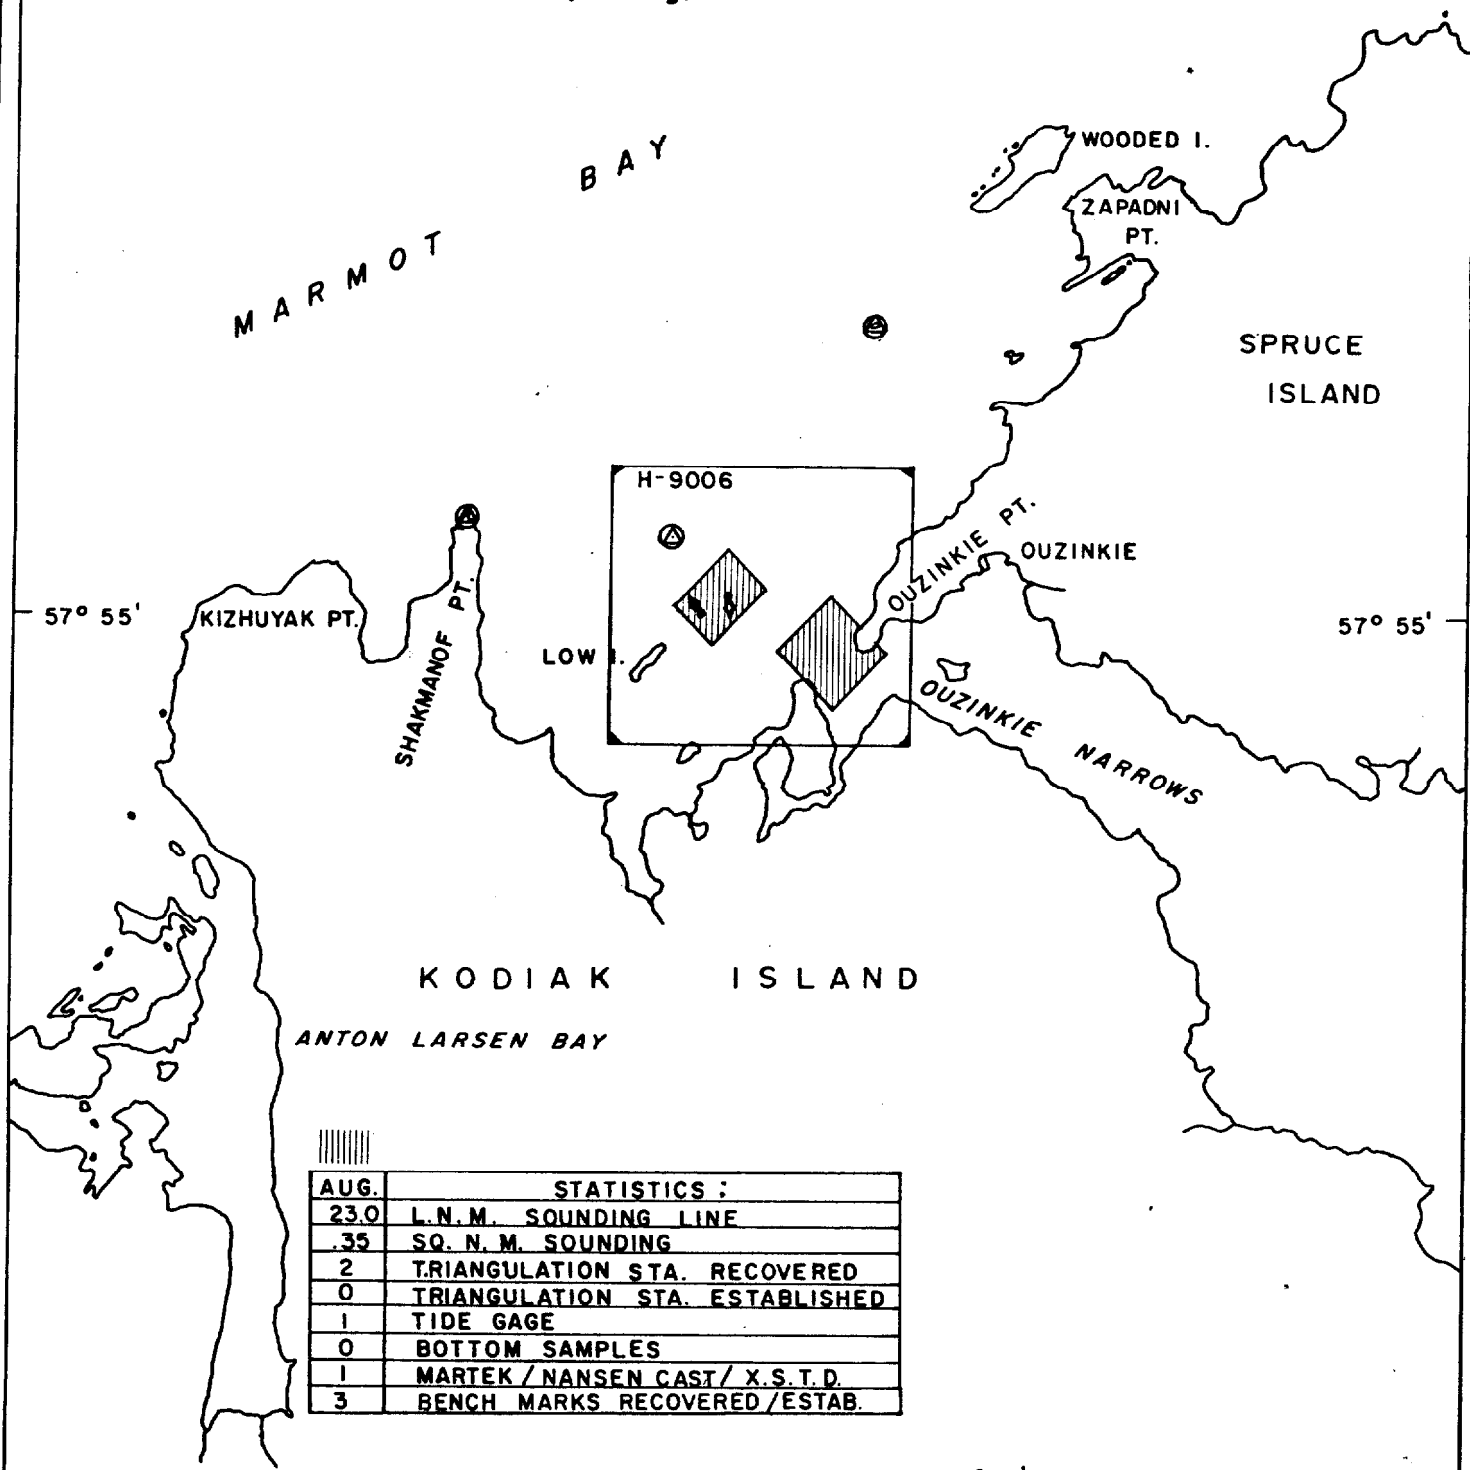 WOODED I.
ZAPADNI
PT.
MARMOT BAY
SPRUCE
ISLAND
H-9006
OUZINKIE PT.
OUZINKIE
57° 55'
KIZHUYAK PT.
SHAKMANOF PT.
LOW I.
57° 55'
OUZINKIE NARROWS
KODIAK ISLAND
ANTON LARSEN BAY
AUG. STATISTICS :
23.0 L.N.M. SOUNDING LINE
.35 SQ. N. M. SOUNDING
2 TRIANGULATION STA. RECOVERED
0 TRIANGULATION STA. ESTABLISHED
1 TIDE GAGE
0 BOTTOM SAMPLES
1 MARTEK / NANSEN CAST / X.S.T.D.
3 BENCH MARKS RECOVERED /ESTAB.